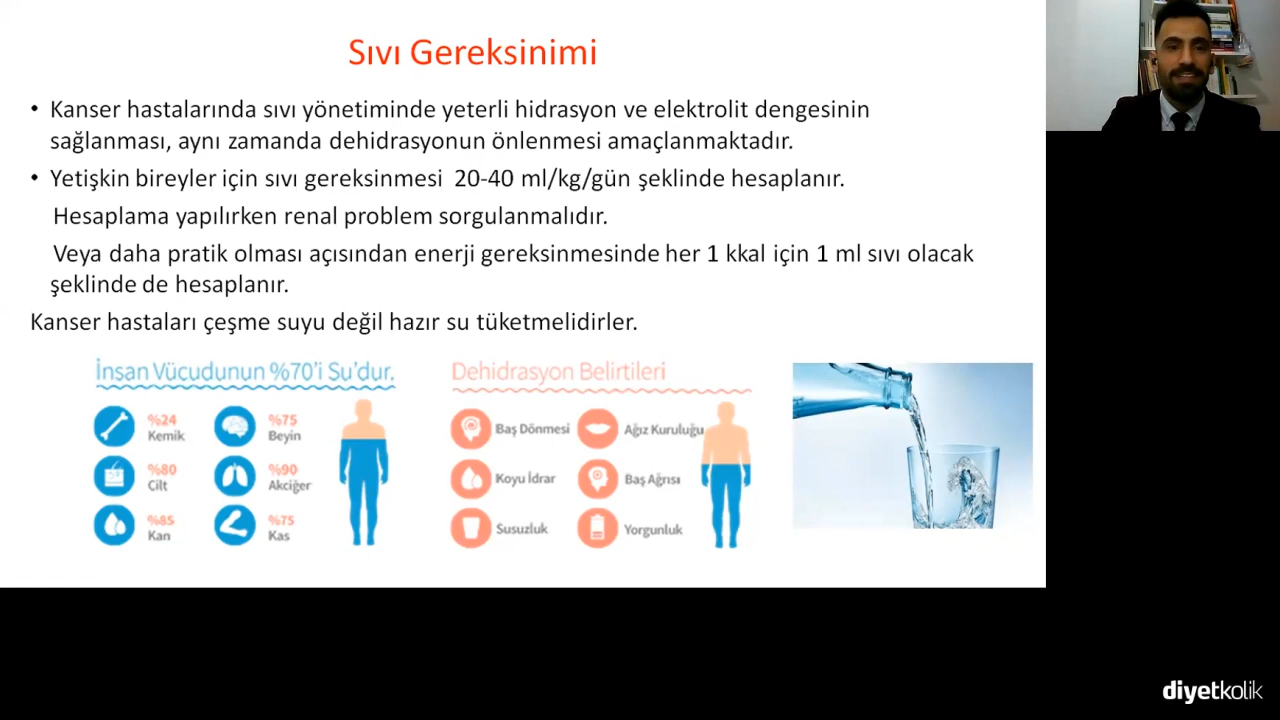 Sıvı Gereksinimi
• Kanser hastalarında sıvı yönetiminde yeterli hidrasyon ve elektrolit dengesinin
sağlanması, aynı zamanda dehidrasyonun önlenmesi amaçlanmaktadır.
• Yetişkin bireyler için sıvı gereksinmesi 20-40 ml/kg/gün şeklinde hesaplanır.
Hesaplama yapılırken renal problem sorgulanmalıdır.
Veya daha pratik olması açısından enerji gereksinmesinde her 1 kkal için 1 ml sıvı olacak
şeklinde de hesaplanır.
Kanser hastaları çeşme suyu değil hazır su tüketmelidirler.
İnsan Vücudunun %70'i Su'dur.
%24
Kemik
%75
Beyin
%80
Cilt
%90
Akciğer
%85
Kan
%75
Kas
Dehidrasyon Belirtileri
Baş Dönmesi
Ağız Kuruluğu
Koyu İdrar
Baş Ağrısı
Susuzluk
Yorgunluk
diyetkolik